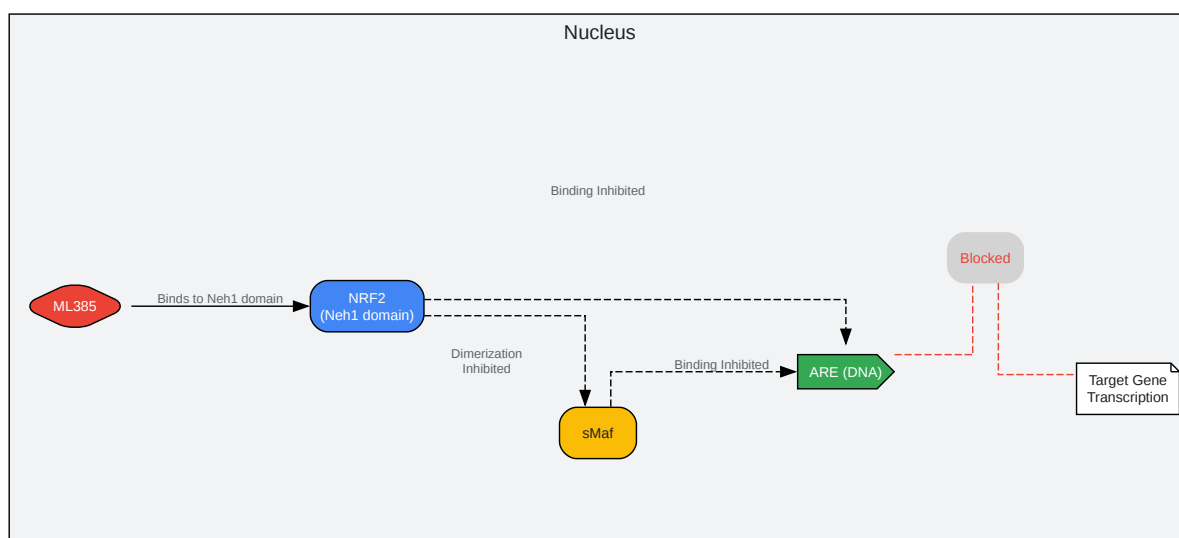 Nucleus
Binding Inhibited
Blocked
ML385
Binds to Neh1 domain
NRF2
(Neh1 domain)
Dimerization
Inhibited
Binding Inhibited
ARE (DNA)
Target Gene
Transcription
sMaf